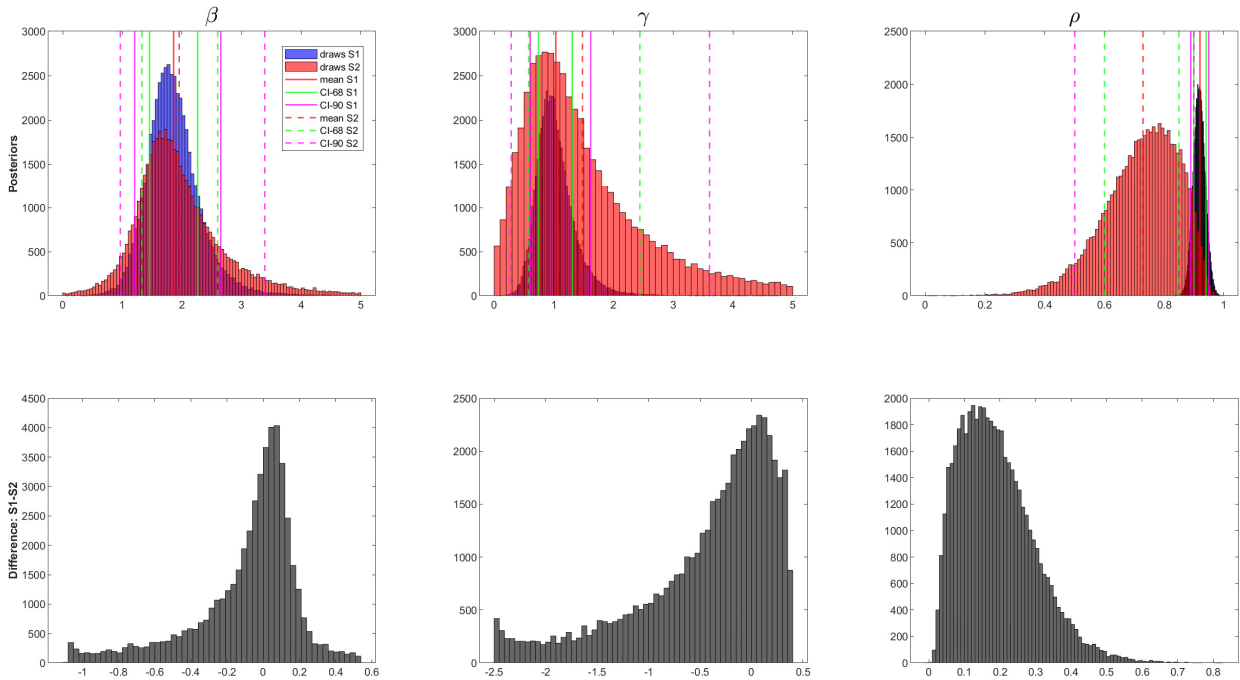 β
γ
ρ
3000
2500
2000
1500
1000
500
0
0 1 2 3 4 5
Posteriors
draws S1
draws S2
mean S1
CI-68 S1
CI-90 S1
mean S2
CI-68 S2
CI-90 S2
3000
2500
2000
1500
1000
500
0
0 1 2 3 4 5
2500
2000
1500
1000
500
0
0 0.2 0.4 0.6 0.8 1
4500
4000
3500
3000
2500
2000
1500
1000
500
0
-1 -0.8 -0.6 -0.4 -0.2 0 0.2 0.4 0.6
Difference: S1-S2
2500
2000
1500
1000
500
0
-2.5 -2 -1.5 -1 -0.5 0 0.5
2000
1800
1600
1400
1200
1000
800
600
400
200
0
0 0.1 0.2 0.3 0.4 0.5 0.6 0.7 0.8